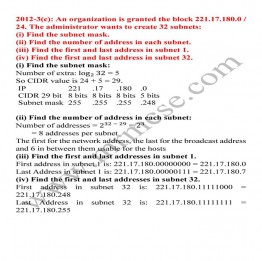 2012-3(c): An organization is granted the block 221.17.180.0 /
24. The administrator wants to create 32 subnets:
(i) Find the subnet mask,
(ii) Find the number of address in each subnet.
(iii) Find the first and last address in subnet 1.
(iv) Find the first and last address in subnet 32.
(i) Find the subnet mask:
Number of extra: log₂ 32 = 5
So CIDR value is 24 + 5 = 29.
IP 221 .17 .180 .0
CIDR 29 bit 8 bits 8 bits 8 bits 5 bits
Subnet mask 255 .255 .255 .248
(ii) Find the number of address in each subnet:
Number of addresses = 2³² ⁻ ²⁹ = 2³
= 8 addresses per subnet
The first for the network address, the last for the broadcast address
and 6 in between them usable for the hosts
(iii) Find the first and last addresses in subnet 1.
First address in subnet 1 is: 221.17.180.00000000 = 221.17.180.0
Last Address in subnet 1 is: 221.17.180.00000111 = 221.17.180.7
(iv) Find the first and last addresses in subnet 32.
First address in subnet 32 is: 221.17.180.11111000 =
221.17.180.248
Last Address in subnet 32 is: 221.17.180.11111111 =
221.17.180.255